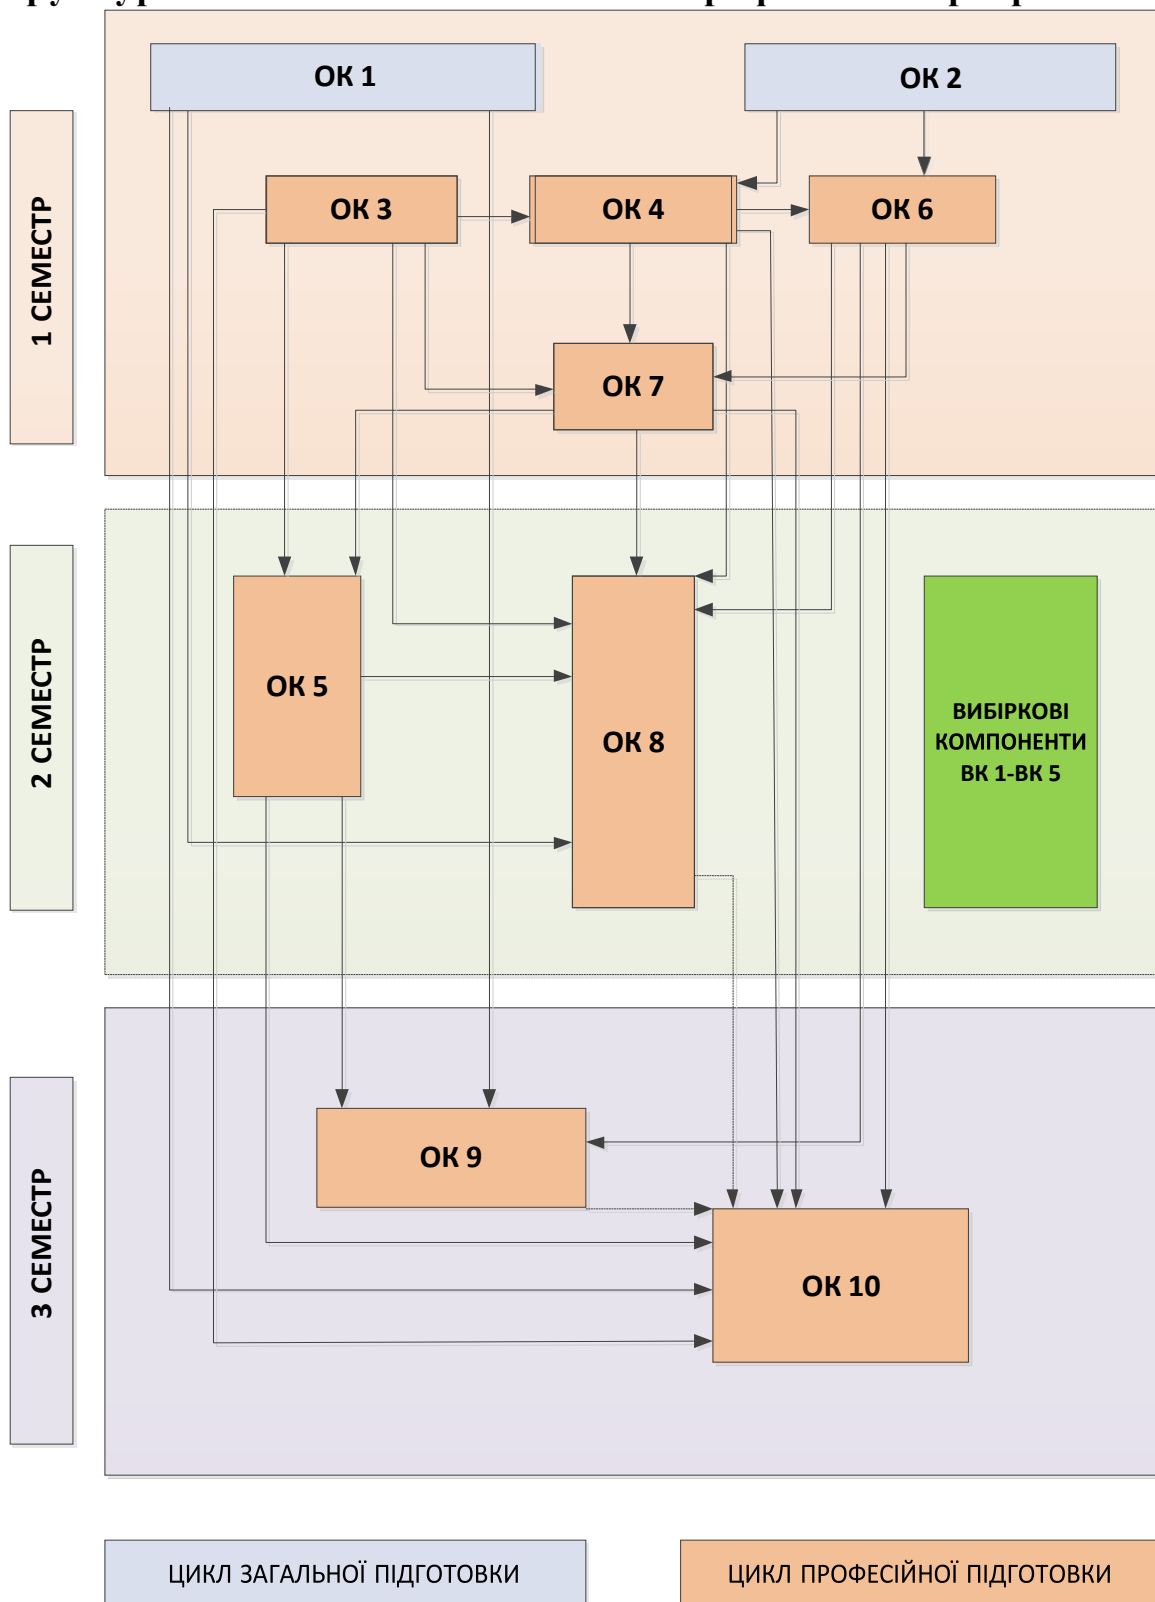 1 СЕМЕСТР
ОК 1
ОК 2
ОК 3
ОК 4
ОК 6
ОК 7
2 СЕМЕСТР
ОК 5
ОК 8
ВИБІРКОВІ
КОМПОНЕНТИ
ВК 1-ВК 5
3 СЕМЕСТР
ОК 9
ОК 10
ЦИКЛ ЗАГАЛЬНОЇ ПІДГОТОВКИ
ЦИКЛ ПРОФЕСІЙНОЇ ПІДГОТОВКИ